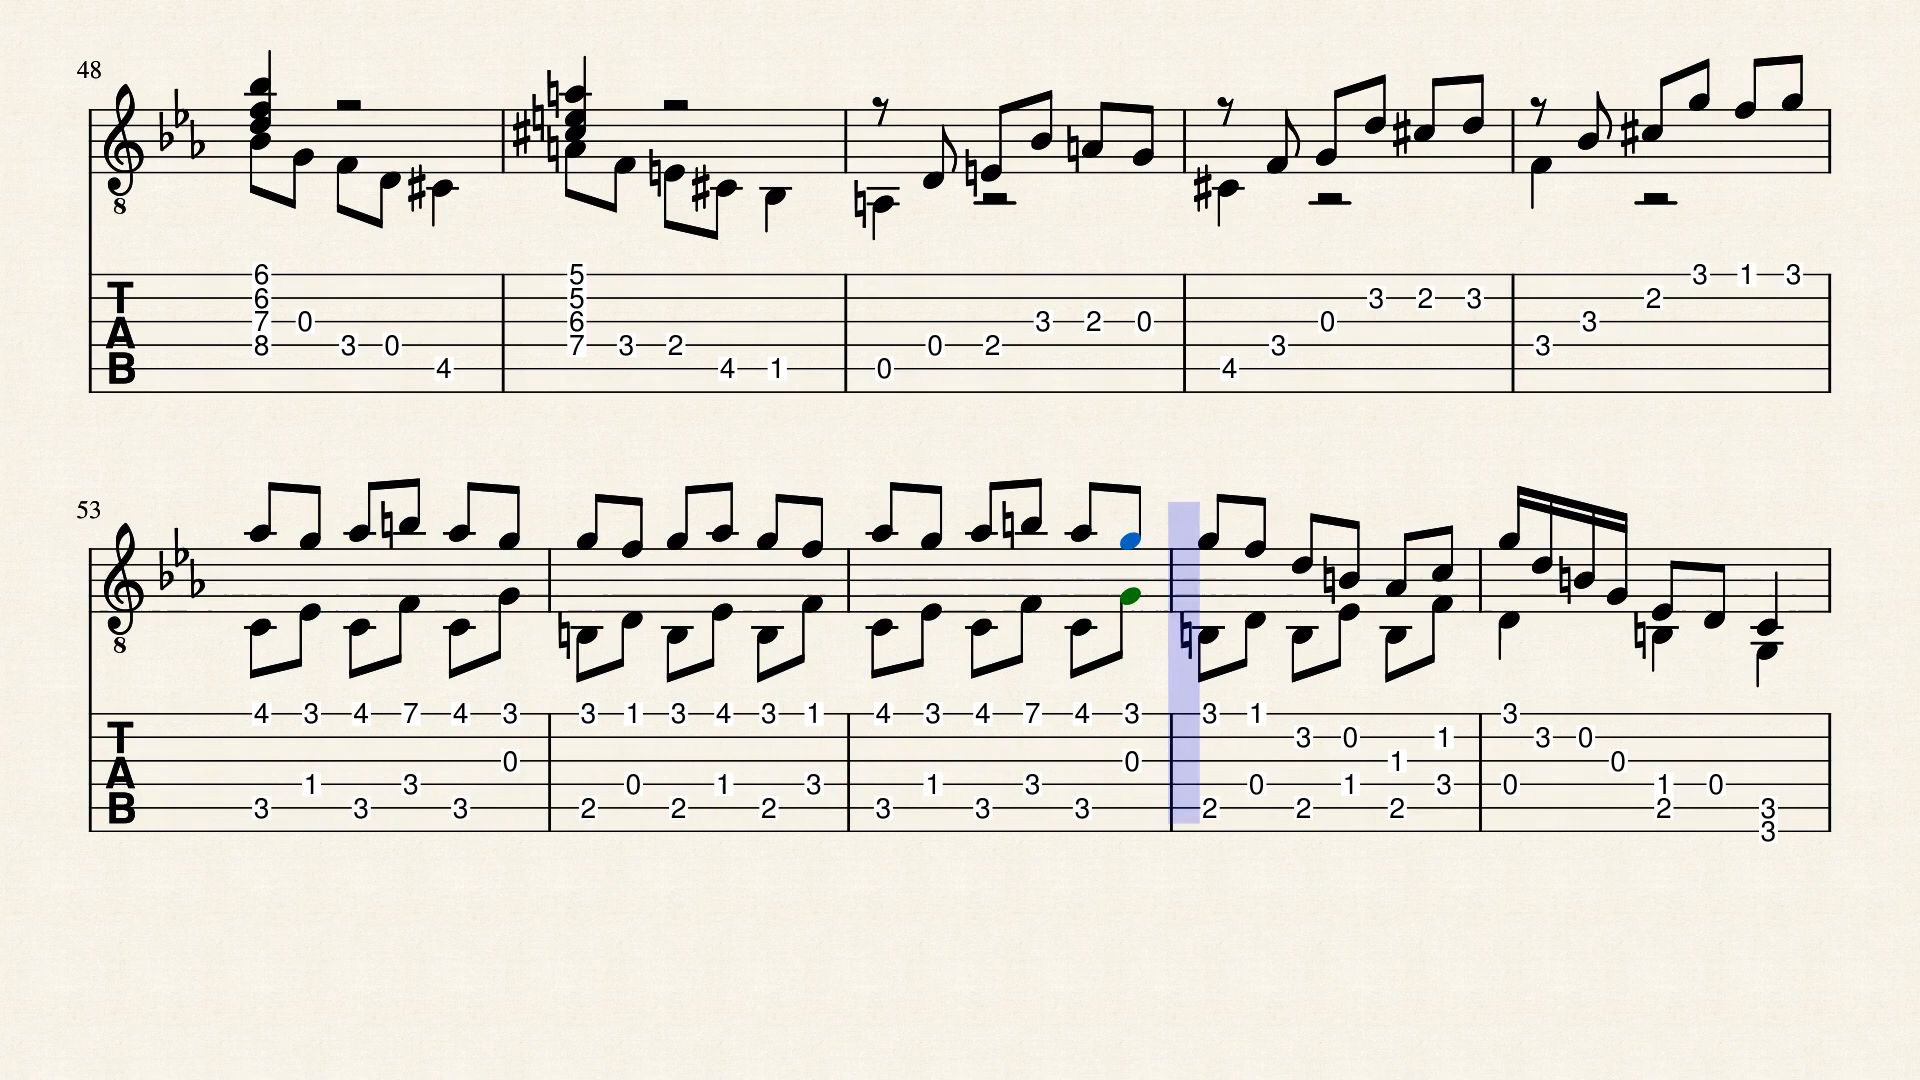 48
8
6 5
6 5 3 2 3 2
7 0 6 3 2 0 0 3
8 3 0 7 3 2 0 2 3 3
4 4 1 0 4
T
A
B
3 1 3
53
8
4 3 4 7 4 3 3 1 3 4 3 1 4 3 4 7 4 3 3 1 3
T 3 0 1 3 0
0 0 1 0
A 1 3 0 1 3 1 3 0 1 3 0 1 0
B 3 3 3 2 2 2 3 3 3 2 2 2 2 3
3